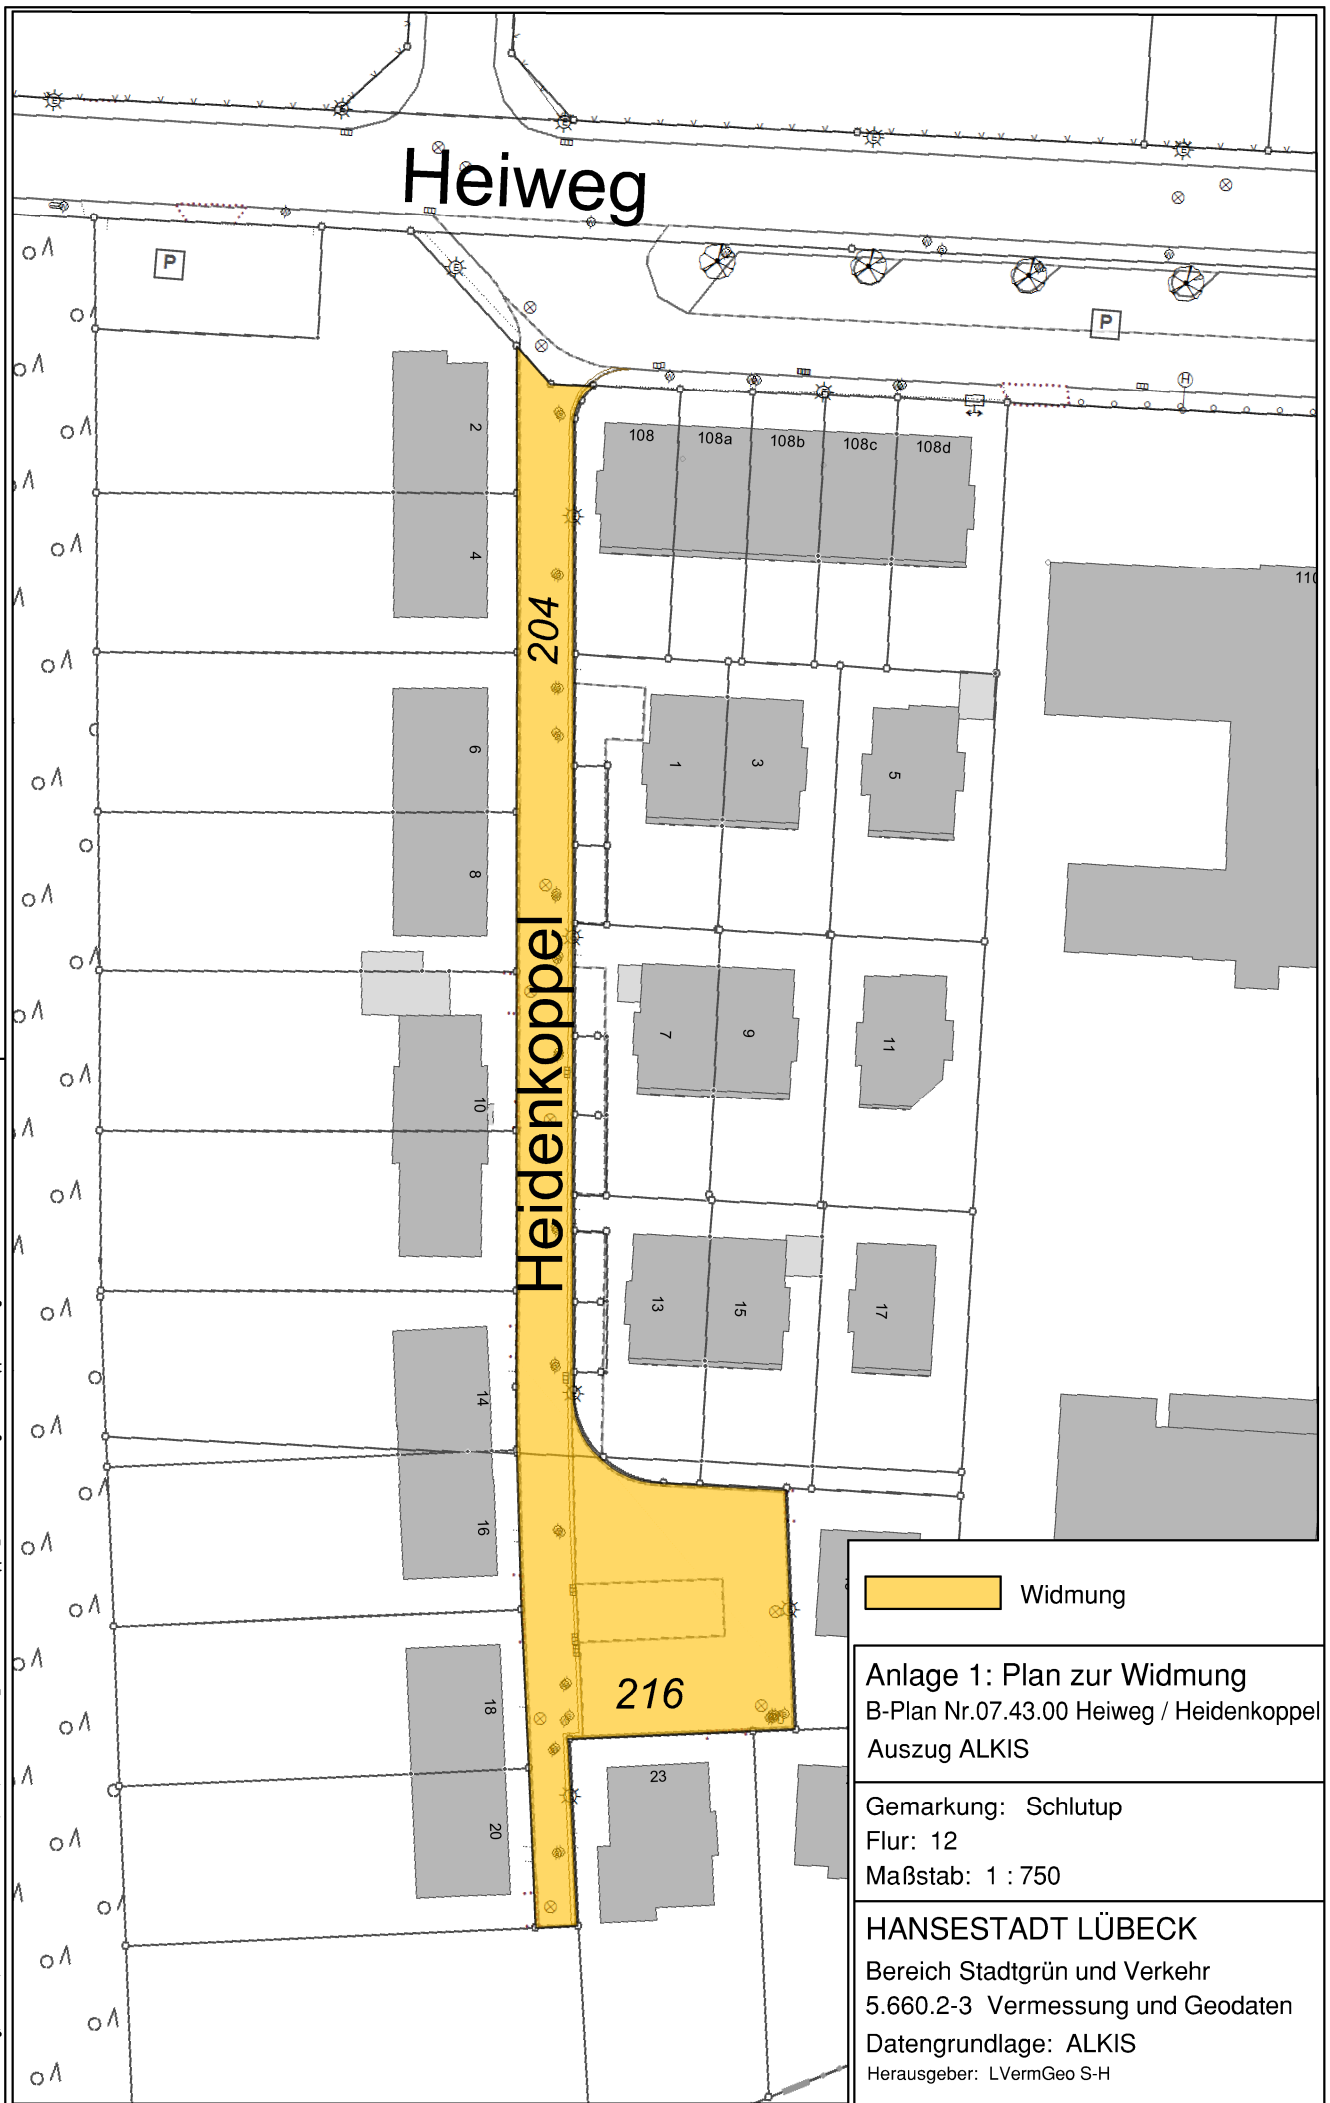 Heiweg
P
P
H
2
108
108a
108b
108c
108d
4
110
204
6
1
3
5
8
Heidenkoppel
7
9
11
10
13
15
17
14
16
216
18
23
20
Widmung
Anlage 1: Plan zur Widmung
B-Plan Nr.07.43.00 Heiweg / Heidenkoppel
Auszug ALKIS
Gemarkung: Schlutup
Flur: 12
Maßstab: 1 : 750
HANSESTADT LÜBECK
Bereich Stadtgrün und Verkehr
5.660.2-3 Vermessung und Geodaten
Datengrundlage: ALKIS
Herausgeber: LVermGeo S-H